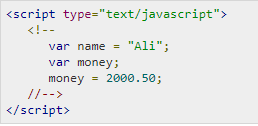 <script type="text/javascript">
   <!--
      var name = "Ali";
      var money;
      money = 2000.50;
   //-->
</script>